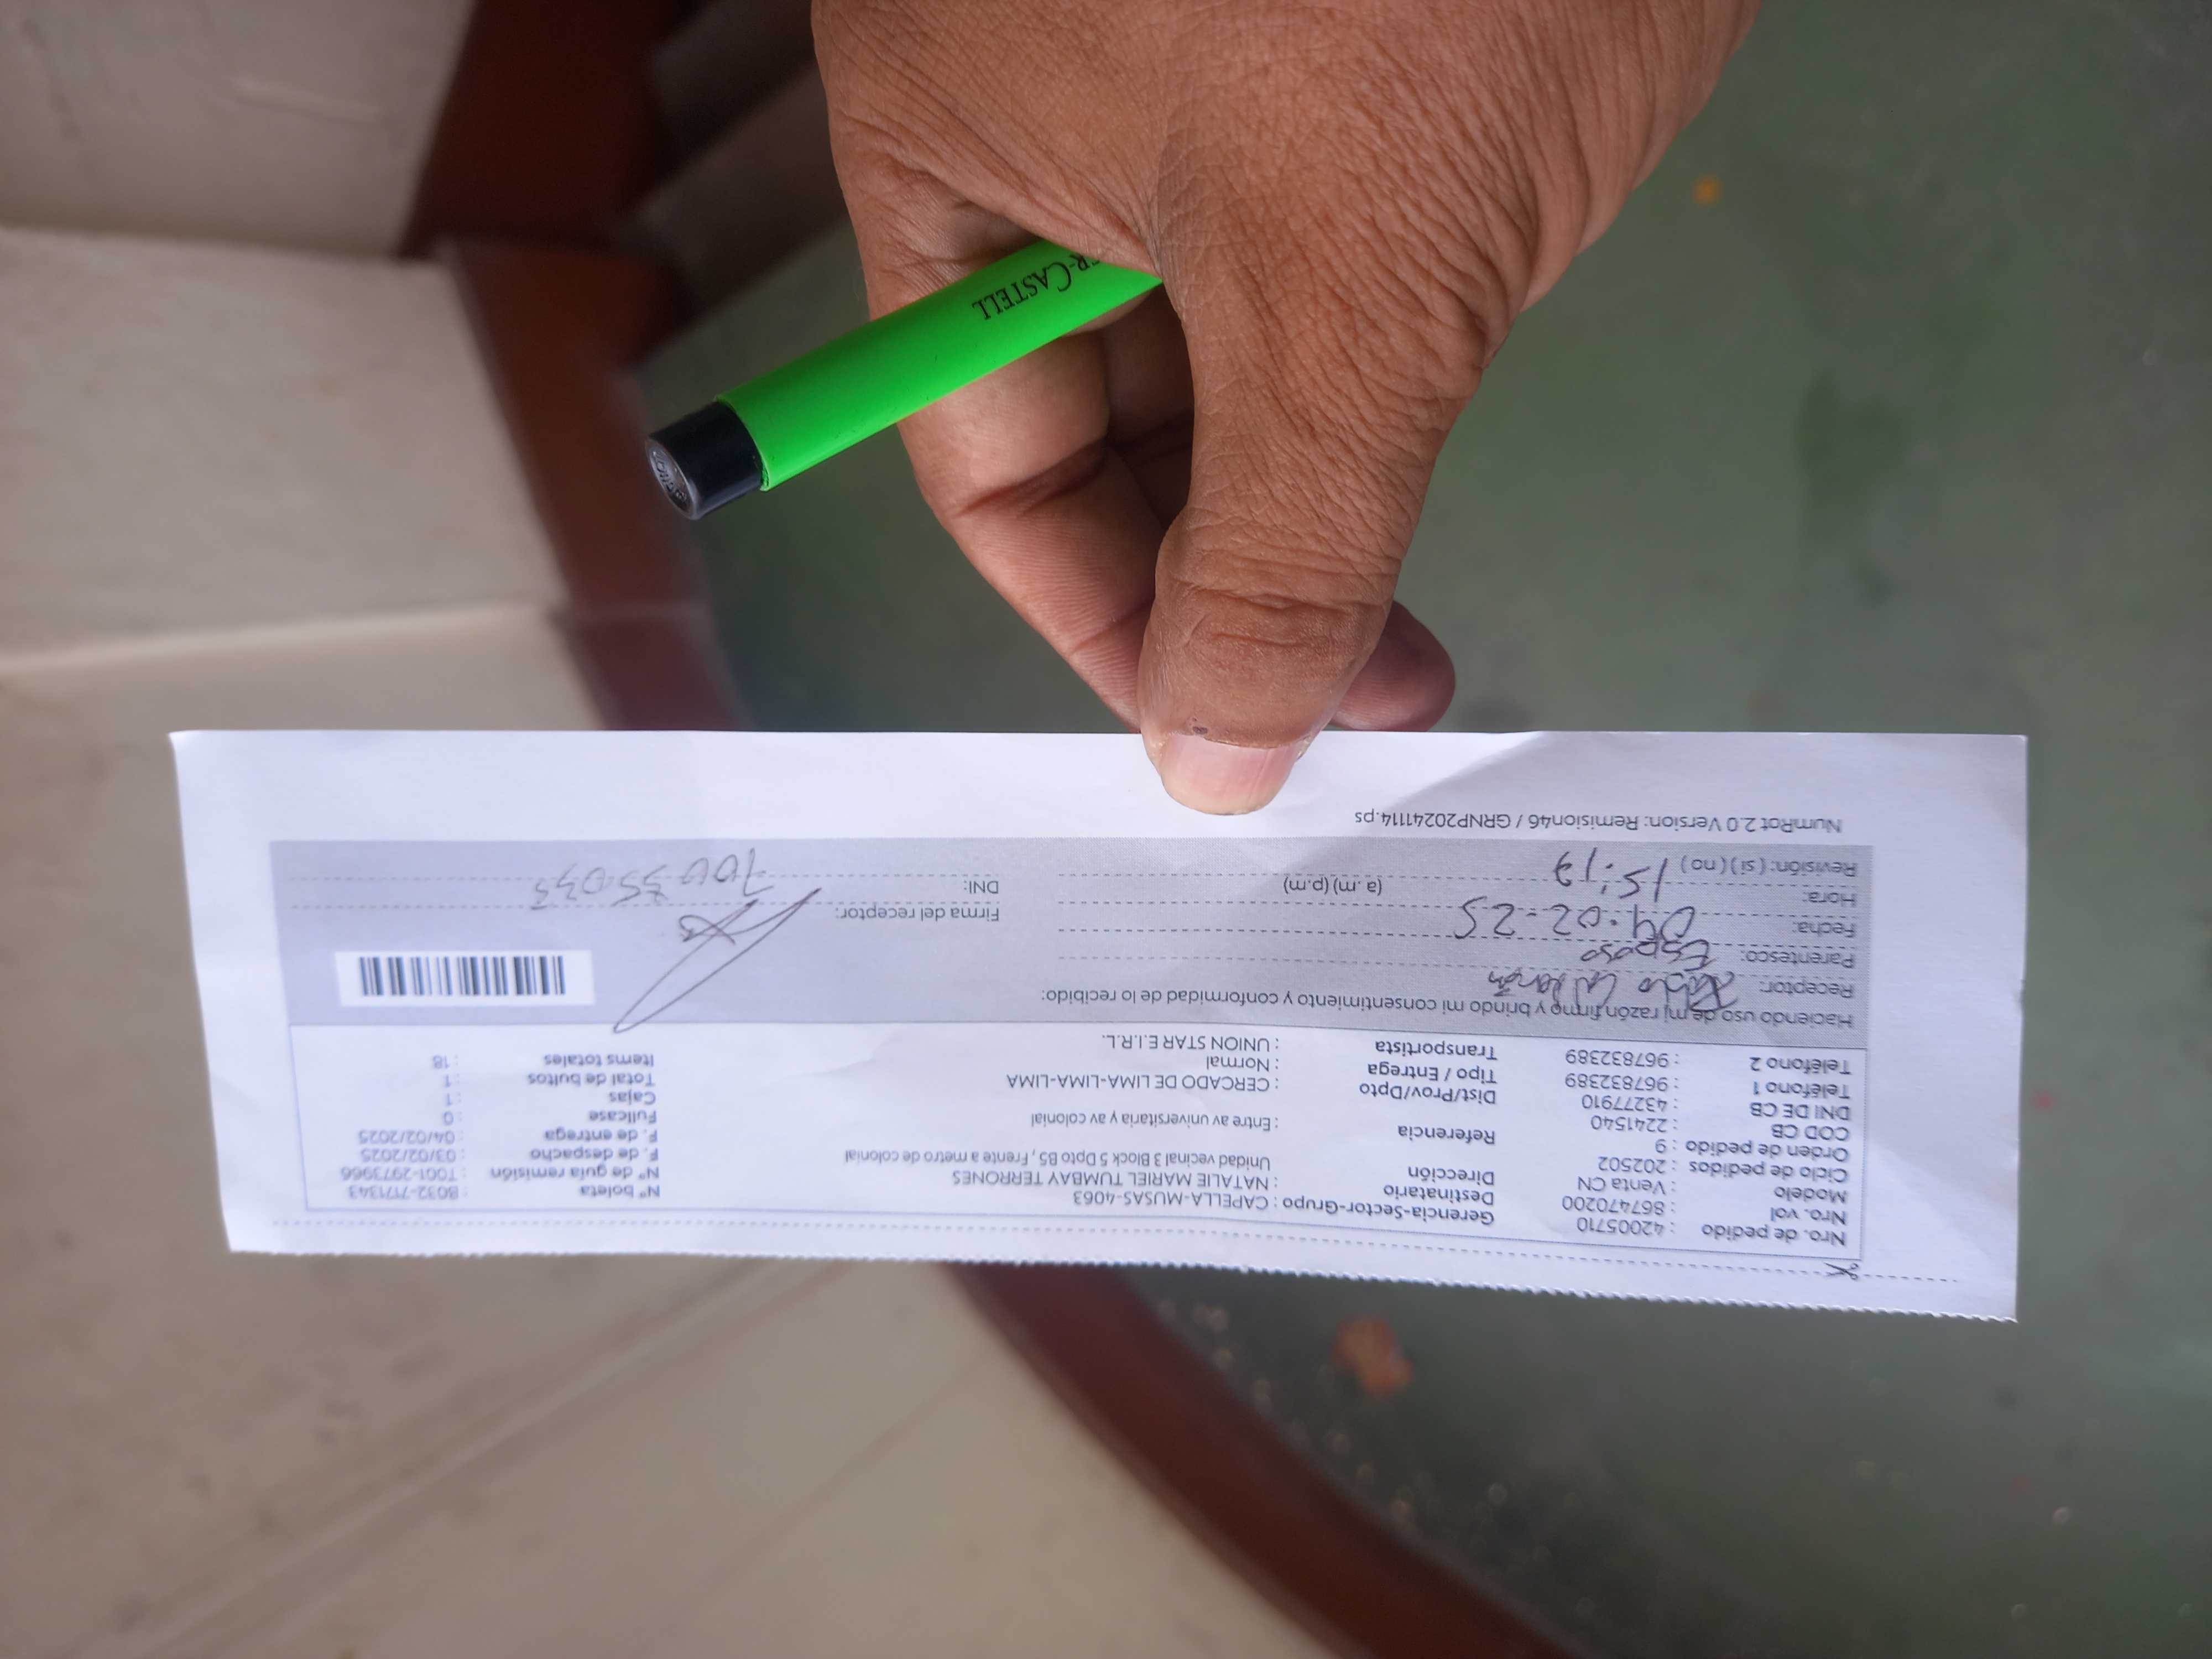 Nro. de pedido : 42005710 Gerencia-Sector-Grupo : CAPELLA-MUSAS-4063 N° boleta : B032-7171343
Nro. vol : 867470200 Destinatario : NATALIE MARIEL TUMBAY TERRONES N° de guía remisión : T001-2973966
Modelo : Venta CN Dirección Unidad vecinal 3 Block 5 Dpto B5, Frente a metro de colonial F. de despacho : 03/02/2025
Ciclo de pedidos : 202502 F. de entrega : 04/02/2025
Orden de pedido : 9 Referencia : Entre av universitaria y av colonial Fullcase : 0
COD CB : 2241540 Cajas : 1
DNI DE CB : 43277910 Dist/Prov/Dpto : CERCADO DE LIMA-LIMA-LIMA Total de bultos : 1
Teléfono 1 : 967832389 Tipo / Entrega : Normal Items totales : 18
Teléfono 2 : 967832389 Transportista : UNION STAR E.I.R.L.
Haciendo uso de mi razón firmo y brindo mi consentimiento y conformidad de lo recibido:
Receptor:
Parentesco: Esposo
Fecha: 04.02-25 Firma del receptor:
Hora: 15:19 (a. m) (p.m) DNI:
Revisión: ( si ) ( no )
NumRot 2.0 Version: Remision46 / GRNP20241114.ps
ER-CASTELL